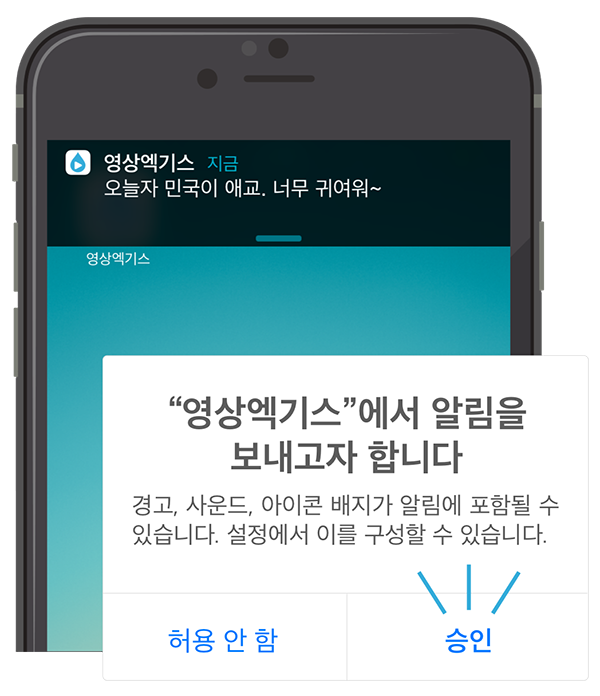 영상엑기스 지금
오늘자 민국이 애교. 너무 귀여워~
영상엑기스
“영상엑기스”에서 알림을
보내고자 합니다
경고, 사운드, 아이콘 배지가 알림에 포함될 수
있습니다. 설정에서 이를 구성할 수 있습니다.
허용 안 함
승인